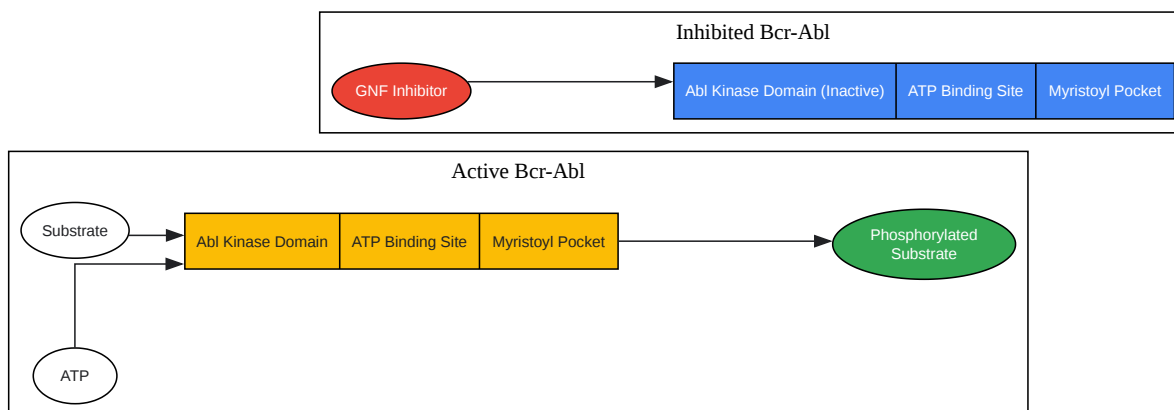 Inhibited Bcr-Abl
GNF Inhibitor
Abl Kinase Domain (Inactive)
ATP Binding Site
Myristoyl Pocket
Active Bcr-Abl
Substrate
Abl Kinase Domain
ATP Binding Site
Myristoyl Pocket
Phosphorylated
Substrate
ATP